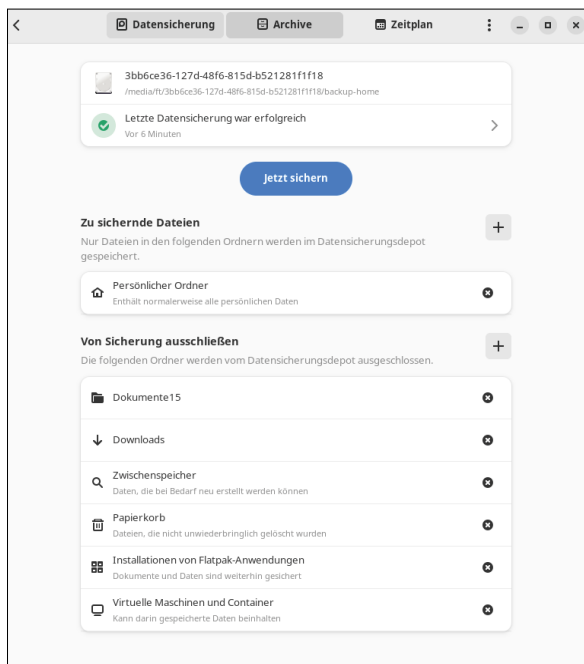 Datensicherung
Archive
Zeitplan
3bb6ce36-127d-48f6-815d-b521281f1f18
/media/ft/3bb6ce36-127d-48f6-815d-b521281f1f18/backup-home
Letzte Datensicherung war erfolgreich
Vor 6 Minuten
Jetzt sichern
Zu sichernde Dateien
Nur Dateien in den folgenden Ordnern werden im Datensicherungsdepot
gespeichert.
Persönlicher Ordner
Enthält normalerweise alle persönlichen Daten
Von Sicherung ausschließen
Die folgenden Ordner werden vom Datensicherungsdepot ausgeschlossen.
Dokumente15
Downloads
Zwischenspeicher
Daten, die bei Bedarf neu erstellt werden können
Papierkorb
Dateien, die nicht unwiederbringlich gelöscht wurden
Installationen von Flatpak-Anwendungen
Dokumente und Daten sind weiterhin gesichert
Virtuelle Maschinen und Container
Kann darin gespeicherte Daten beinhalten